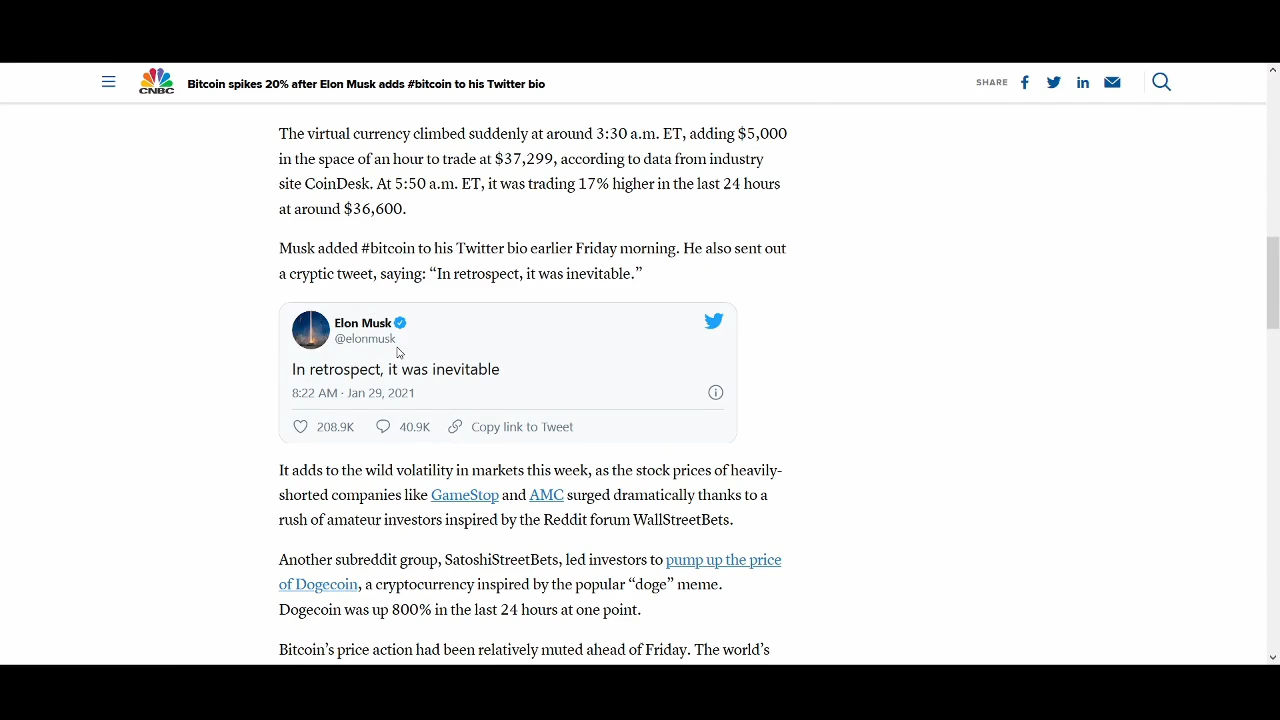 CNBC
Bitcoin spikes 20% after Elon Musk adds #bitcoin to his Twitter bio
SHARE
The virtual currency climbed suddenly at around 3:30 a.m. ET, adding $5,000
in the space of an hour to trade at $37,299, according to data from industry
site CoinDesk. At 5:50 a.m. ET, it was trading 17% higher in the last 24 hours
at around $36,600.
Musk added #bitcoin to his Twitter bio earlier Friday morning. He also sent out
a cryptic tweet, saying: “In retrospect, it was inevitable.”
Elon Musk
@elonmusk
In retrospect, it was inevitable
8:22 AM · Jan 29, 2021
208.9K 40.9K Copy link to Tweet
It adds to the wild volatility in markets this week, as the stock prices of heavily-
shorted companies like GameStop and AMC surged dramatically thanks to a
rush of amateur investors inspired by the Reddit forum WallStreetBets.
Another subreddit group, SatoshiStreetBets, led investors to pump up the price
of Dogecoin, a cryptocurrency inspired by the popular “doge” meme.
Dogecoin was up 800% in the last 24 hours at one point.
Bitcoin’s price action had been relatively muted ahead of Friday. The world’s